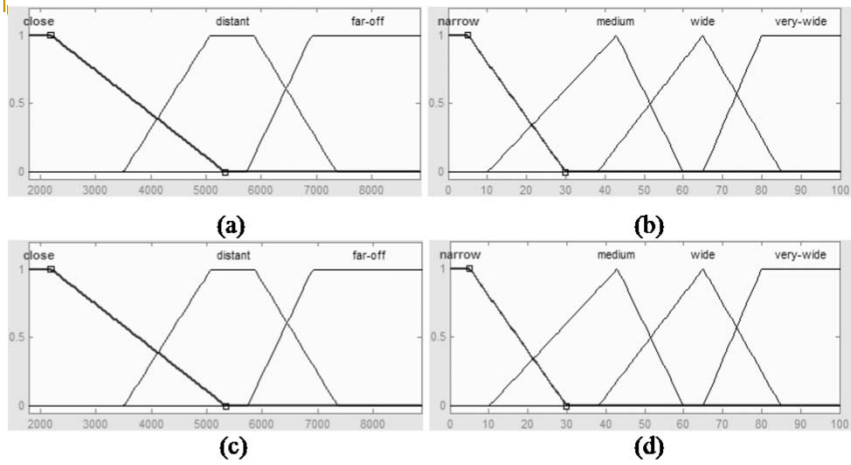 close distant far-off
1
0.5
0
2000 3000 4000 5000 6000 7000 8000
(a)
narrow medium wide very-wide
1
0.5
0
0 10 20 30 40 50 60 70 80 90 100
(b)
close distant far-off
1
0.5
0
2000 3000 4000 5000 6000 7000 8000
(c)
narrow medium wide very-wide
1
0.5
0
0 10 20 30 40 50 60 70 80 90 100
(d)